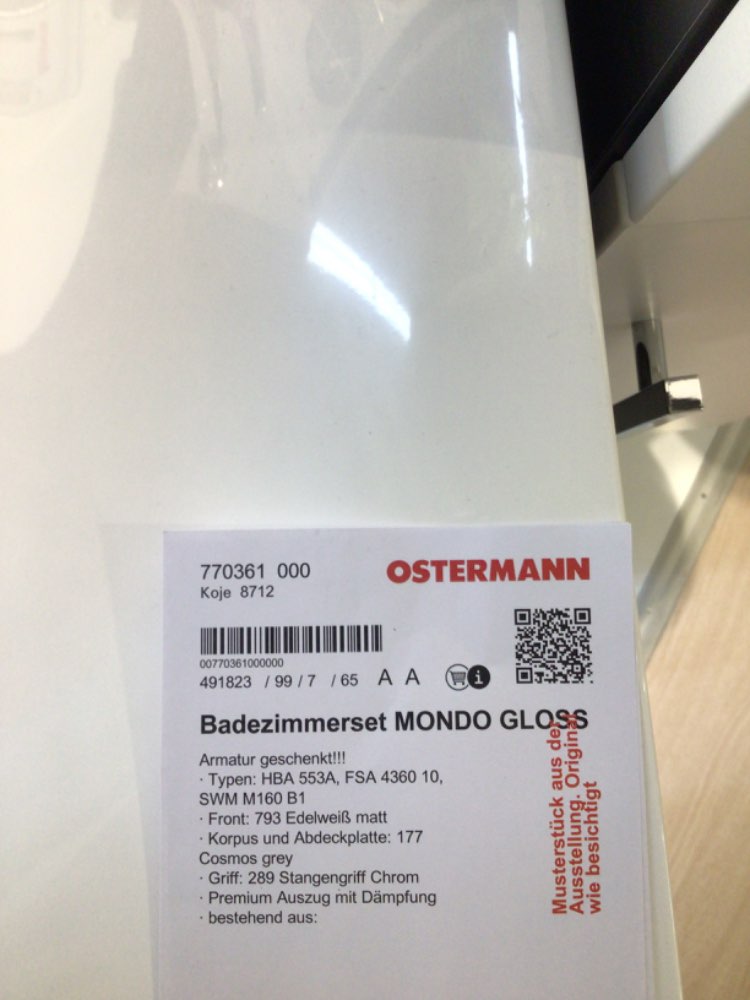 770361 000
OSTERMANN
Koje 8712
00770361000000
491823 / 99 / 7 / 65 A A
i
Badezimmerset MONDO GLOSS
Armatur geschenkt!!!
· Typen: HBA 553A, FSA 4360 10,
SWM M160 B1
· Front: 793 Edelweiß matt
· Korpus und Abdeckplatte: 177
Cosmos grey
· Griff: 289 Stangengriff Chrom
· Premium Auszug mit Dämpfung
· bestehend aus:
Musterstück aus der
Ausstellung. Original
wie besichtigt